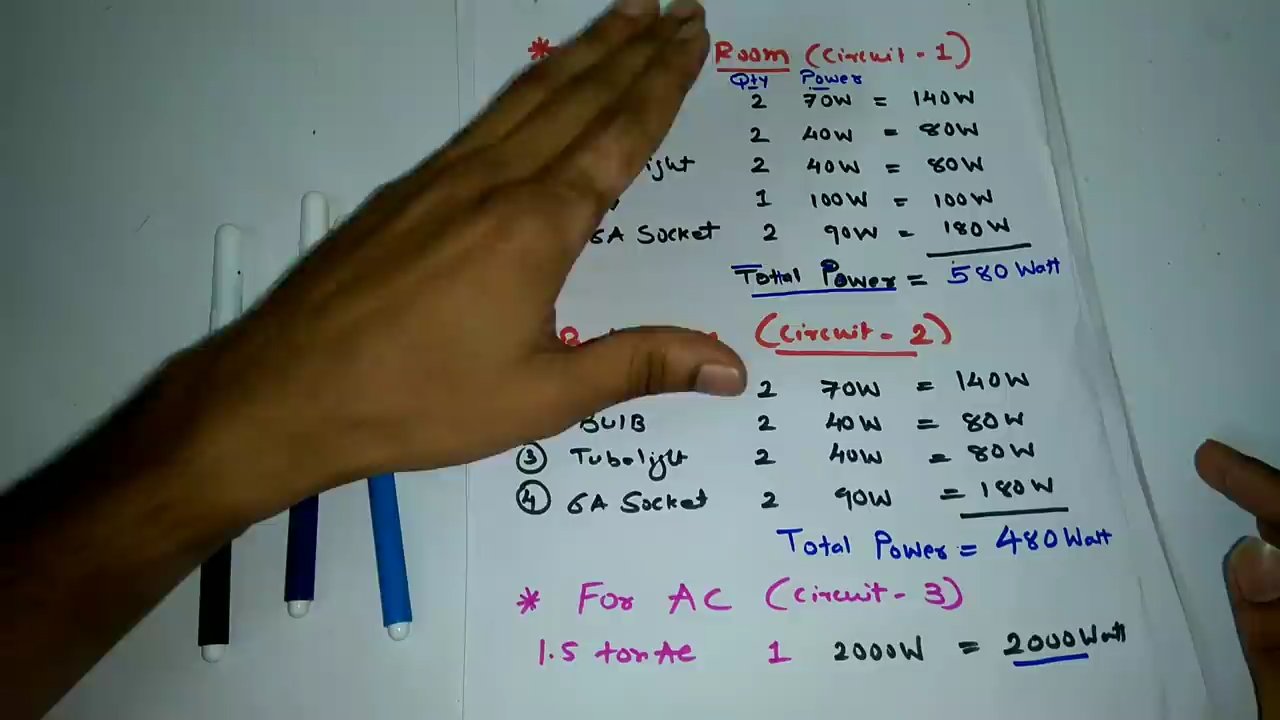 * Room (Circuit - 1)
Qty Power
2 70W = 140W
2 40W = 80W
2 40W = 80W
1 100W = 100W
6A Socket 2 90W = 180W
Total Power = 580 Watt
(Circuit - 2)
2 70W = 140W
BulB 2 40W = 80W
③ Tubelight 2 40W = 80W
④ 6A Socket 2 90W = 180W
Total Power = 480 Watt
* For AC (Circuit - 3)
1.5 ton Ac 1 2000W = 2000 Watt